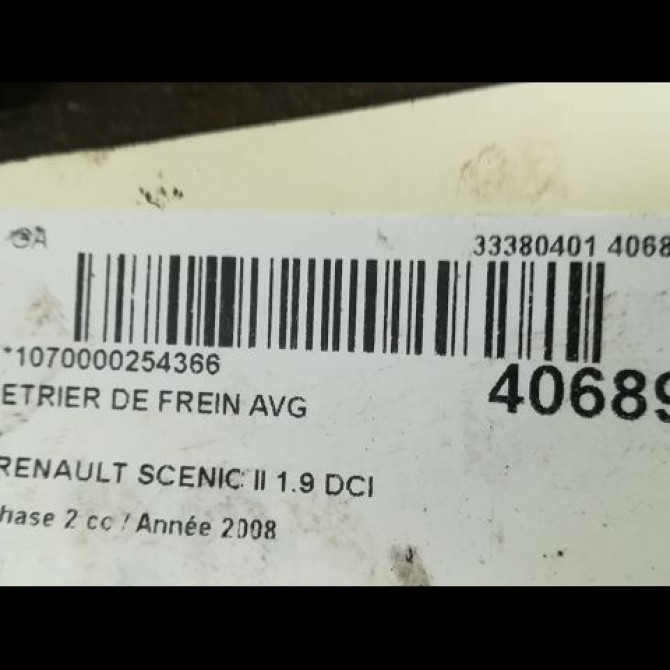 33380401 4068
*1070000254366
40689
ETRIER DE FREIN AVG
RENAULT SCENIC II 1.9 DCI
hase 2 cc / Année 2008